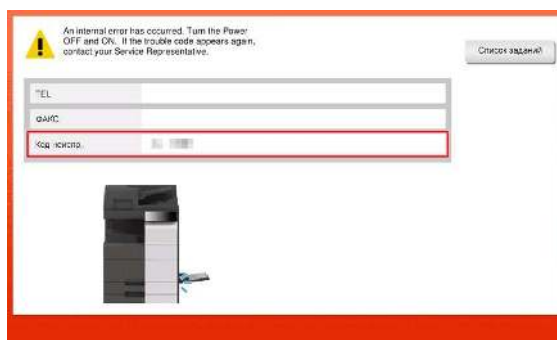 An internal error has occurred. Turn the Power
OFF and ON. If the trouble code appears again,
contact your Service Representative.
Список заданий
TEL
ФАКС
Код неиспр.